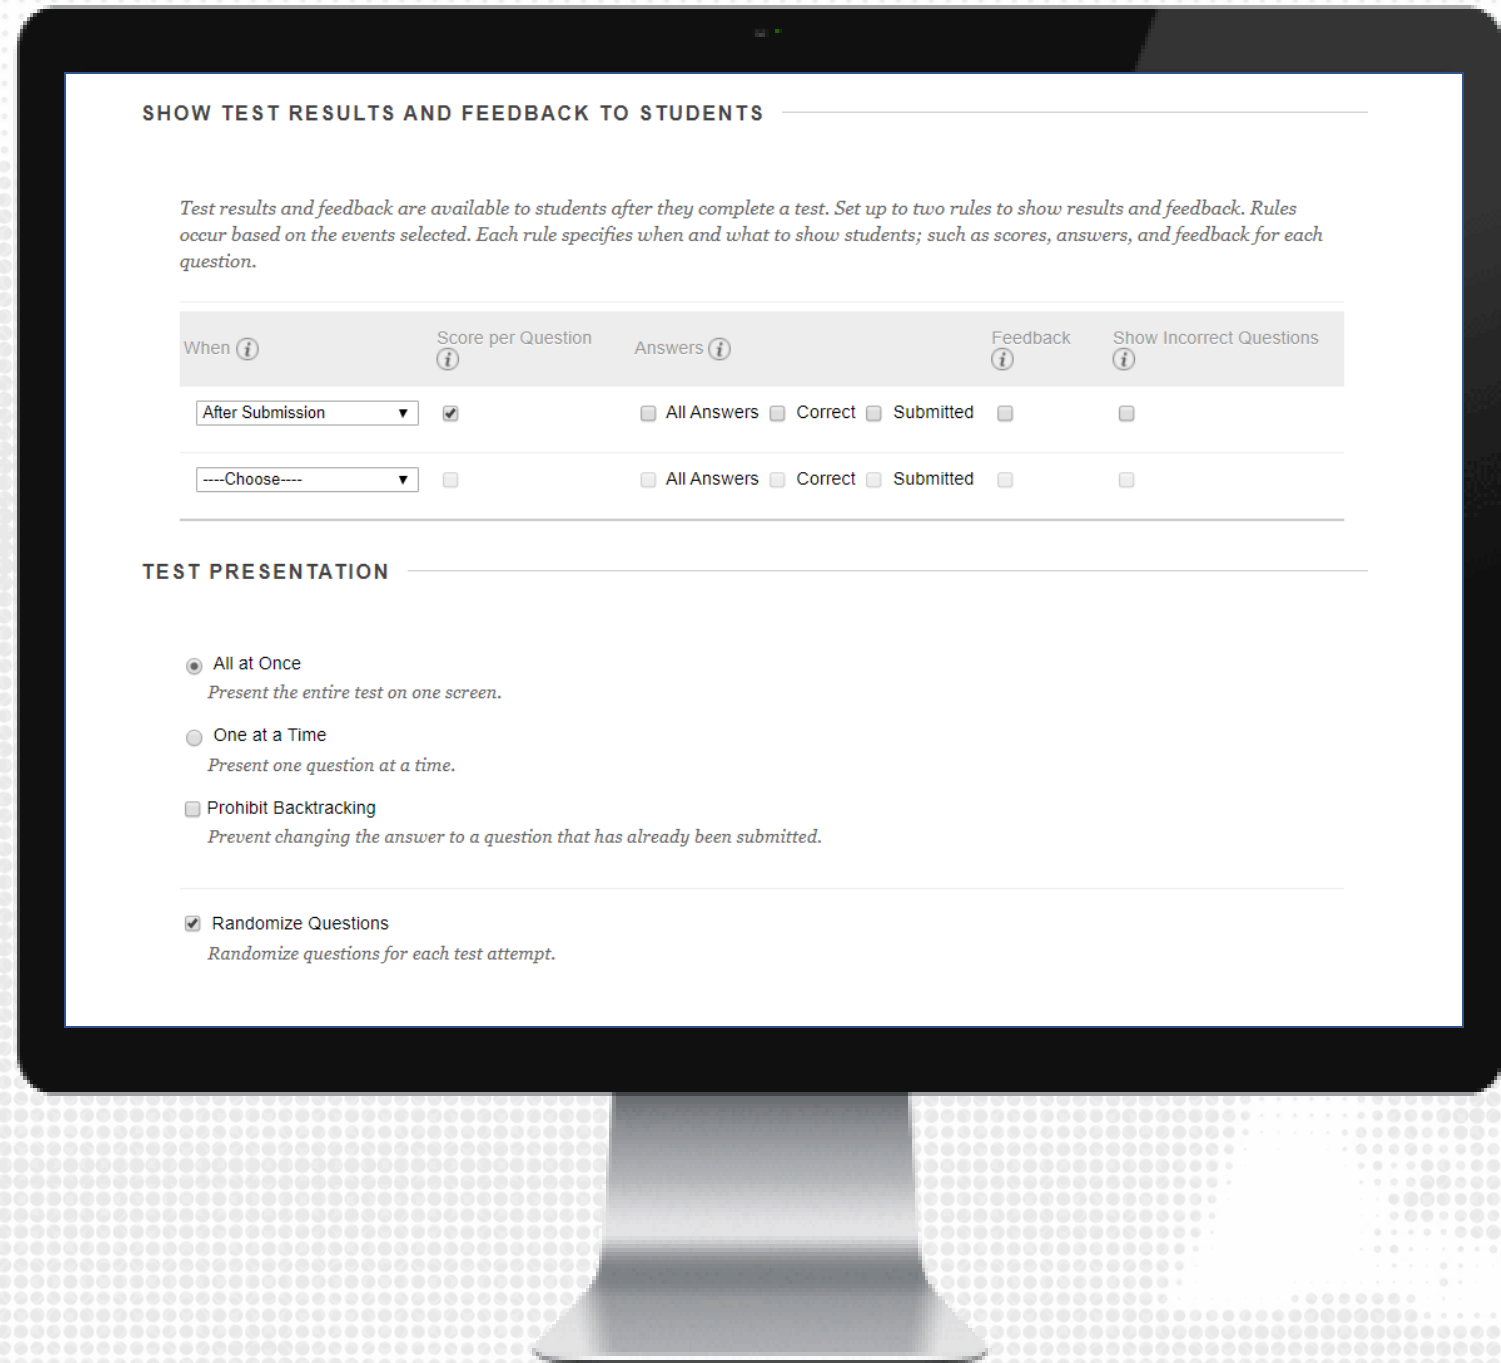 SHOW TEST RESULTS AND FEEDBACK TO STUDENTS
Test results and feedback are available to students after they complete a test. Set up to two rules to show results and feedback. Rules
occur based on the events selected. Each rule specifies when and what to show students; such as scores, answers, and feedback for each
question.
When Score per Question Answers Feedback Show Incorrect Questions
After Submission All Answers Correct Submitted
----Choose---- All Answers Correct Submitted
TEST PRESENTATION
All at Once
Present the entire test on one screen.
One at a Time
Present one question at a time.
Prohibit Backtracking
Prevent changing the answer to a question that has already been submitted.
Randomize Questions
Randomize questions for each test attempt.